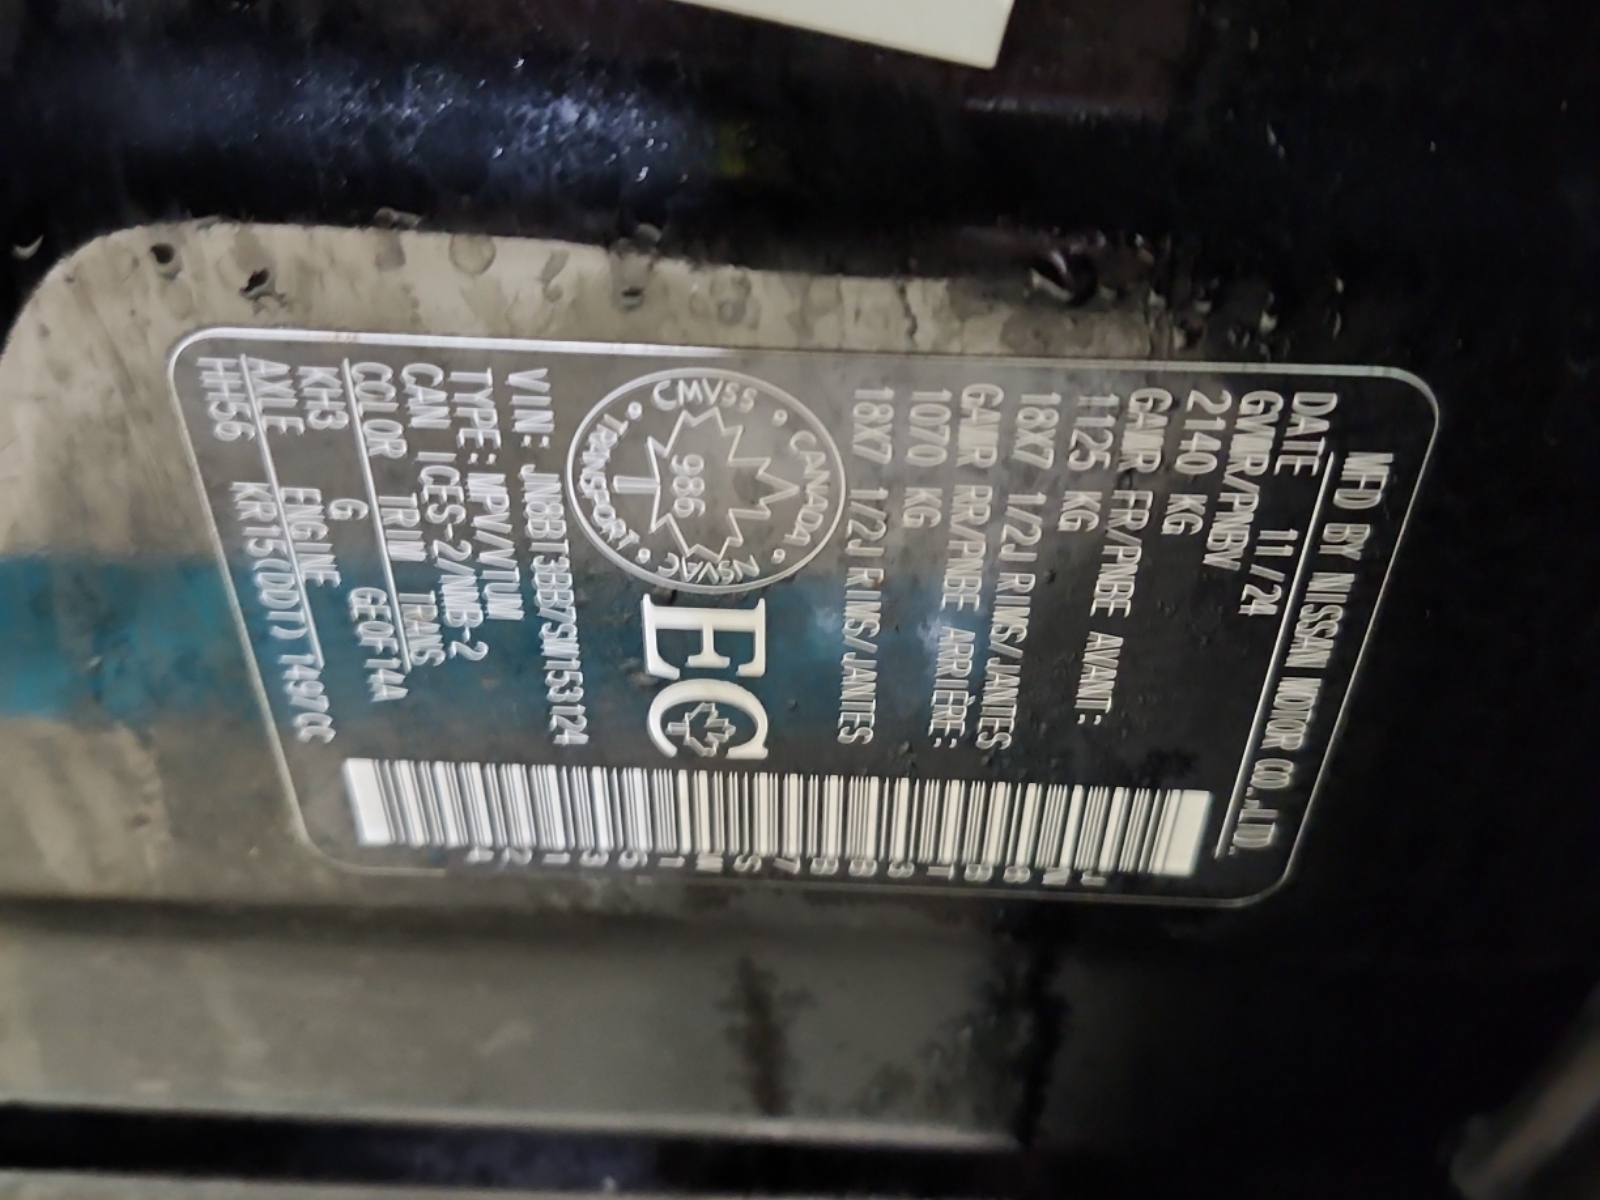 MFD BY NISSAN MOTOR CO.,LTD.
DATE 11/24
GVWR/PNBV
2140 KG
GAWR FR/PNBE AVANT:
1125 KG
18X7 1/2J RIMS/JANTES
GAWR RR/PNBE ARRIÈRE:
1070 KG
18X7 1/2J RIMS/JANTES
CMVSS • CANADA • NSVAC • TRANSPORT •
986
EC
VIN: JN8BT3BB7SW153124
TYPE: MPV/VTUM
CAN ICES-2/NMB-2
COLOR TRIM TRANS
KH3 G GE0F14A
AXLE ENGINE
HH56 KR15(DDT) 1497CC
JN8BT3BB7SW153124